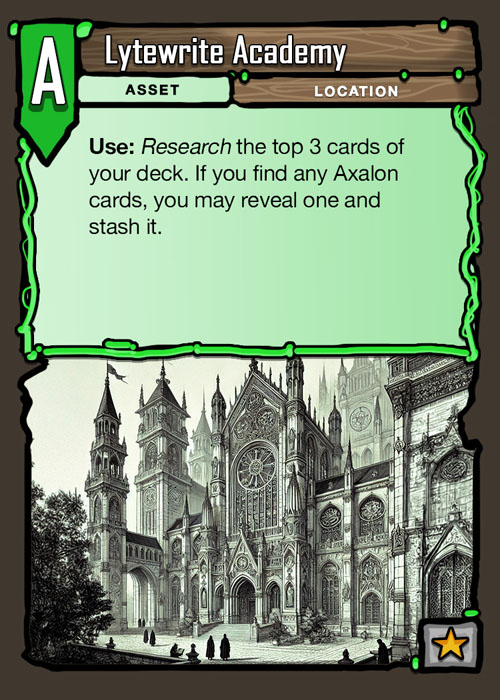 A
Lytewrite Academy
ASSET
LOCATION
Use: Research the top 3 cards of
your deck. If you find any Axalon
cards, you may reveal one and
stash it.